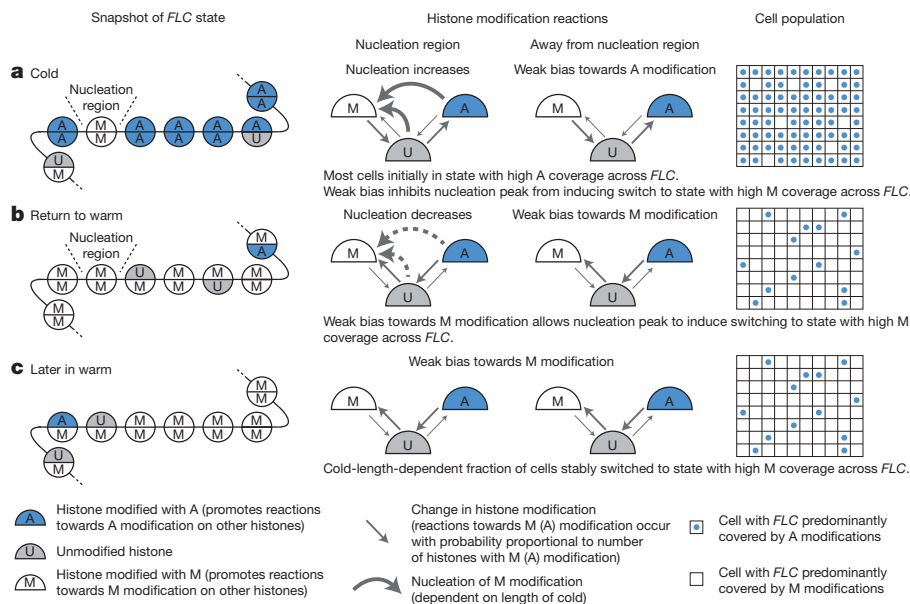 Snapshot of FLC state
Histone modification reactions
Cell population
Nucleation region
Away from nucleation region
a Cold
Nucleation region
A A
A A
M M
A A
A A
A A
A U
U M
Nucleation increases
M
A
U
Weak bias towards A modification
M
A
U
Most cells initially in state with high A coverage across FLC.
Weak bias inhibits nucleation peak from inducing switch to state with high M coverage across FLC.
b Return to warm
Nucleation region
M A
M M
M M
U M
M M
M U
M M
M M
Nucleation decreases
M
A
U
Weak bias towards M modification
M
A
U
Weak bias towards M modification allows nucleation peak to induce switching to state with high M
coverage across FLC.
c Later in warm
M M
A M
U M
M M
M M
M M
M M
U M
Weak bias towards M modification
M
A
U
M
A
U
Cold-length-dependent fraction of cells stably switched to state with high M coverage across FLC.
A
Histone modified with A (promotes reactions
towards A modification on other histones)
U
Unmodified histone
M
Histone modified with M (promotes reactions
towards M modification on other histones)
Change in histone modification
(reactions towards M (A) modification occur
with probability proportional to number
of histones with M (A) modification)
Nucleation of M modification
(dependent on length of cold)
Cell with FLC predominantly
covered by A modifications
Cell with FLC predominantly
covered by M modifications